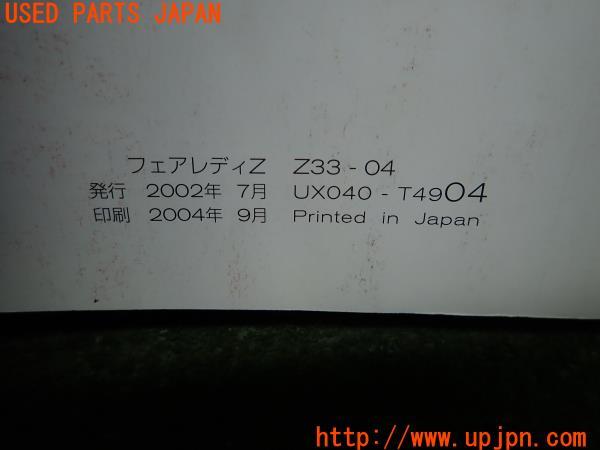 USED PARTS JAPAN
フェアレディZ Z33 - 04
発行 2002年 7月 UX040 - T4904
印刷 2004年 9月 Printed in Japan
http://www.upjpn.com/